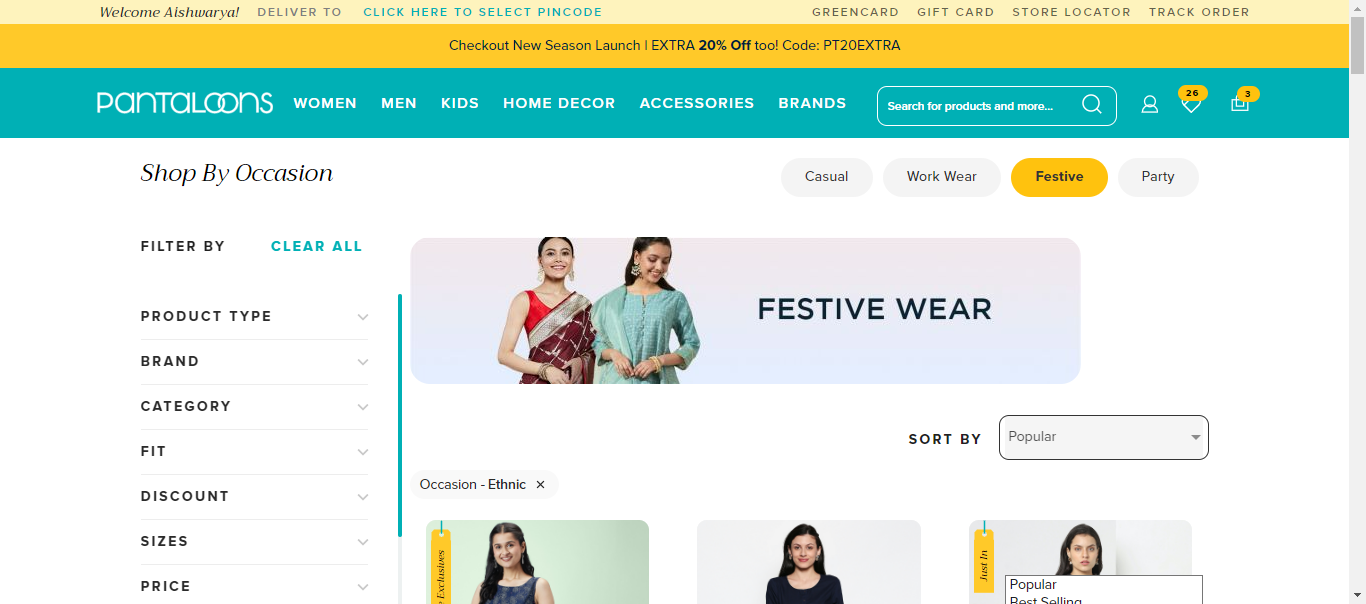 Welcome Aishwarya! DELIVER TO CLICK HERE TO SELECT PINCODE GREENCARD GIFT CARD STORE LOCATOR TRACK ORDER
Checkout New Season Launch | EXTRA 20% Off too! Code: PT20EXTRA
PANTALOONS WOMEN MEN KIDS HOME DECOR ACCESSORIES BRANDS Search for products and more... 26 3
Shop By Occasion Casual Work Wear Festive Party
FILTER BY CLEAR ALL
FESTIVE WEAR
PRODUCT TYPE
BRAND
CATEGORY
FIT
DISCOUNT
SIZES
PRICE
SORT BY Popular
Occasion - Ethnic ×
Exclusives
Just In
Popular
Best Selling